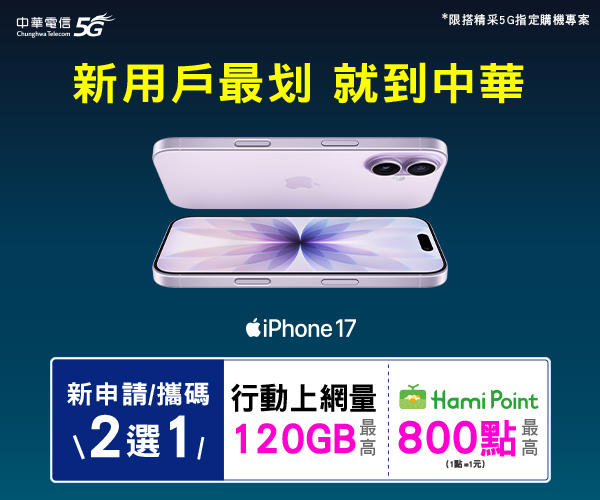 中華電信 5G
Chunghwa Telecom
*限搭精采5G指定購機專案
新用戶最划 就到中華
iPhone 17
新申請/攜碼
\2選1/
行動上網量
120GB 最高
Hami Point
800點 最高
(1點=1元)